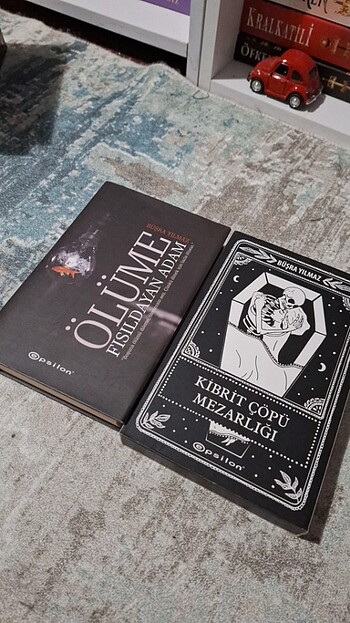 KRALKATİLİ
BÜŞRA YILMAZ
ÖLÜME
FISILDAYAN ADAM
epsilon
BÜŞRA YILMAZ
KİBRİT ÇÖPÜ
MEZARLIĞI
epsilon